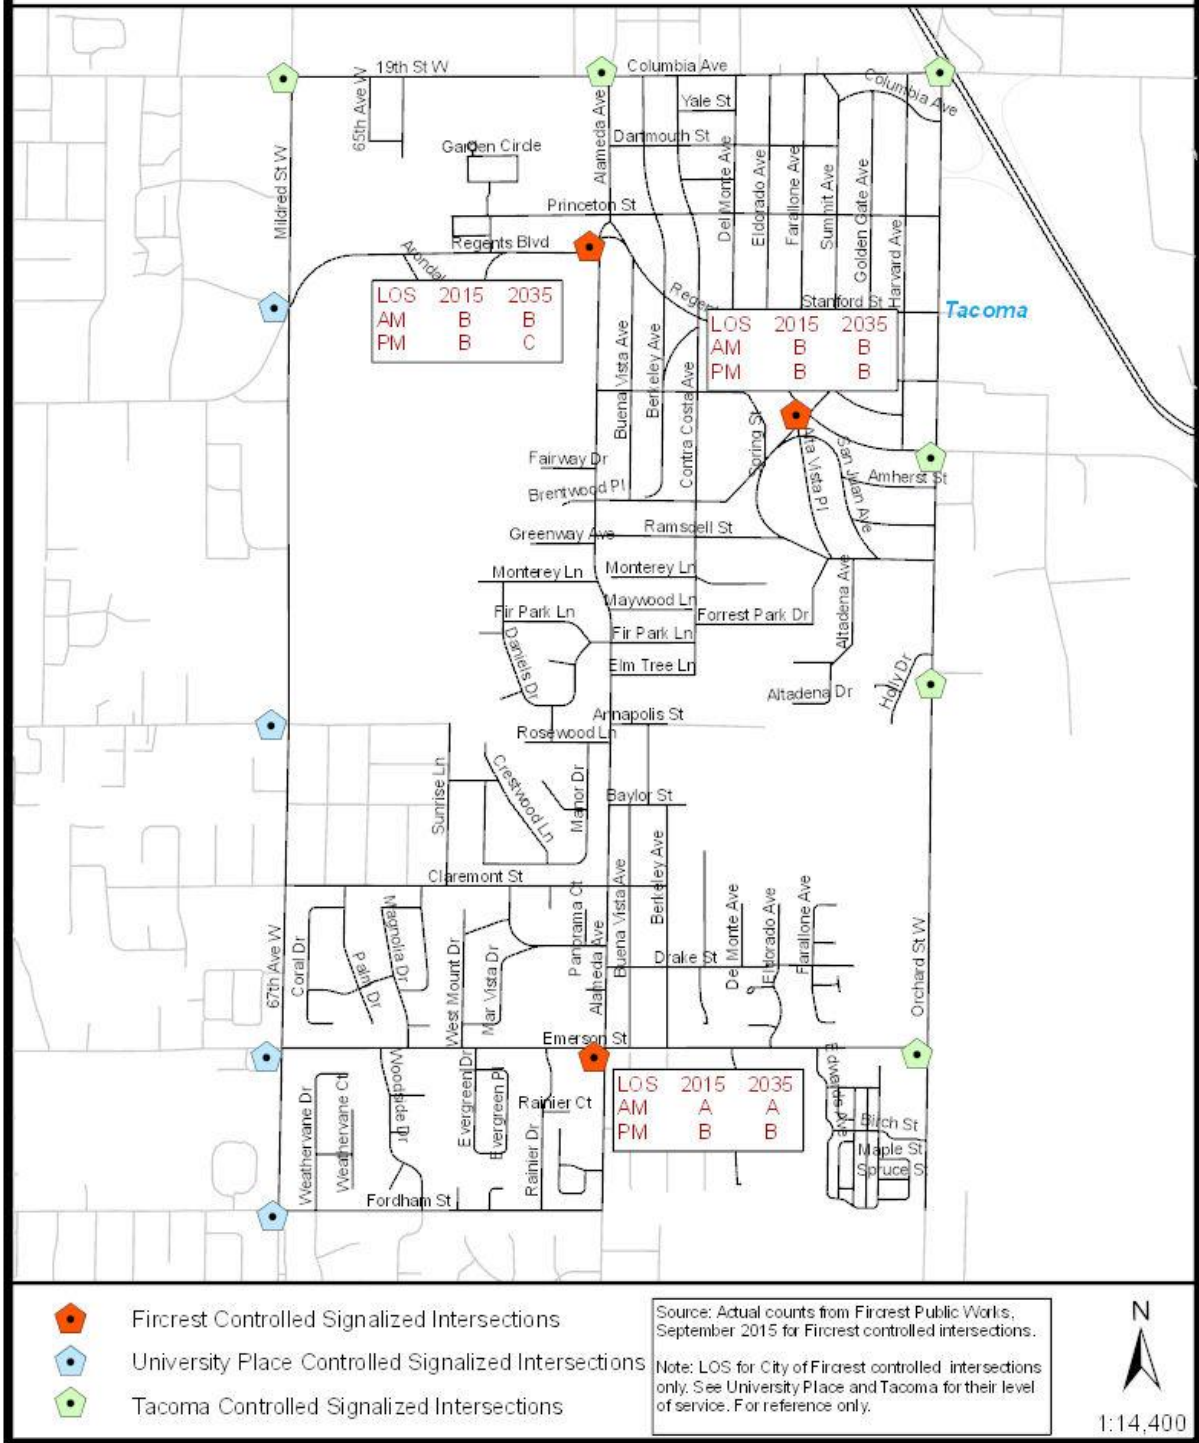 19th St W
Columbia Ave
Columbia Ave
65th Ave W
Alameda Ave
Yale St
Dartmouth St
Garden Circle
Mildred St W
Del Monte Ave
Eldorado Ave
Farallone Ave
Summit Ave
Golden Gate Ave
Harvard Ave
Princeton St
Regents Blvd
Arondale
LOS 2015 2035
AM B B
PM B C
Stanford St
Tacoma
LOS 2015 2035
AM B B
PM B B
Buena Vista Ave
Berkeley Ave
Contra Costa Ave
Spring St
Alta Vista Pl
San Juan Ave
Amherst St
Fairway Dr
Brentwood Pl
Greenway Ave
Ramsdell St
Monterey Ln
Monterey Ln
Maywood Ln
Fir Park Ln
Forrest Park Dr
Altadena Ave
Fir Park Ln
Daniels Dr
Elm Tree Ln
Altadena Dr
Holly Dr
Annapolis St
Rosewood Ln
Sunrise Ln
Crestwood Ln
Manor Dr
Baylor St
Claremont St
Buena Vista Ave
Berkeley Ave
Panorama Ct
Alameda Ave
Del Monte Ave
Eldorado Ave
Farallone Ave
Orchard St W
67th Ave W
Coral Dr
Palm Dr
Magnolia Dr
West Mount Dr
Mar Vista Dr
Drake St
Emerson St
Edwards Ave
LOS 2015 2035
AM A A
PM B B
Woodside Dr
Evergreen Dr
Evergreen Pl
Rainier Ct
Rainier Dr
Weathervane Dr
Weathervane Ct
Birch St
Maple St
Spruce S
Fordham St
Fircrest Controlled Signalized Intersections
University Place Controlled Signalized Intersections
Tacoma Controlled Signalized Intersections
Source: Actual counts from Fircrest Public Works,
September 2015 for Fircrest controlled intersections.
Note: LOS for City of Fircrest controlled intersections
only. See University Place and Tacoma for their level
of service. For reference only.
N
1:14,400